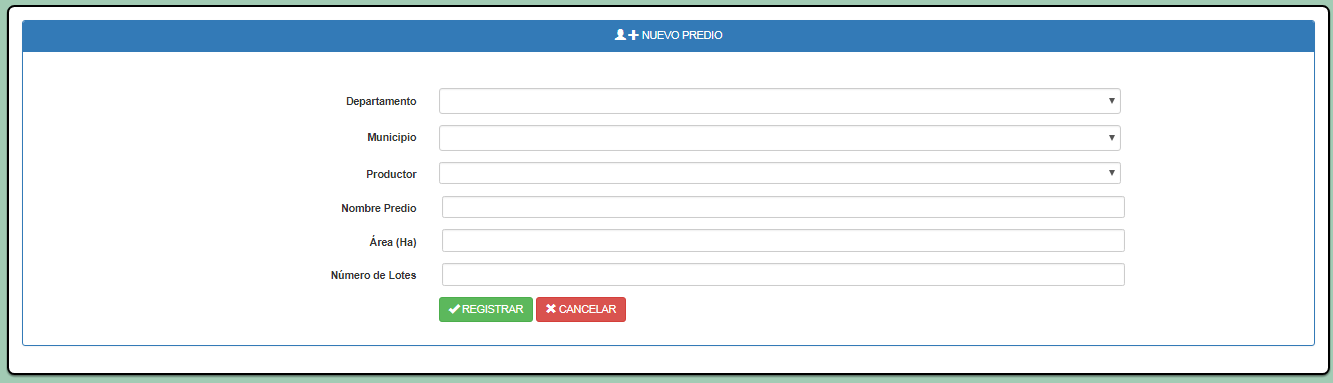 NUEVO PREDIO
Departamento
Municipio
Productor
Nombre Predio
Área (Ha)
Número de Lotes
REGISTRAR CANCELAR